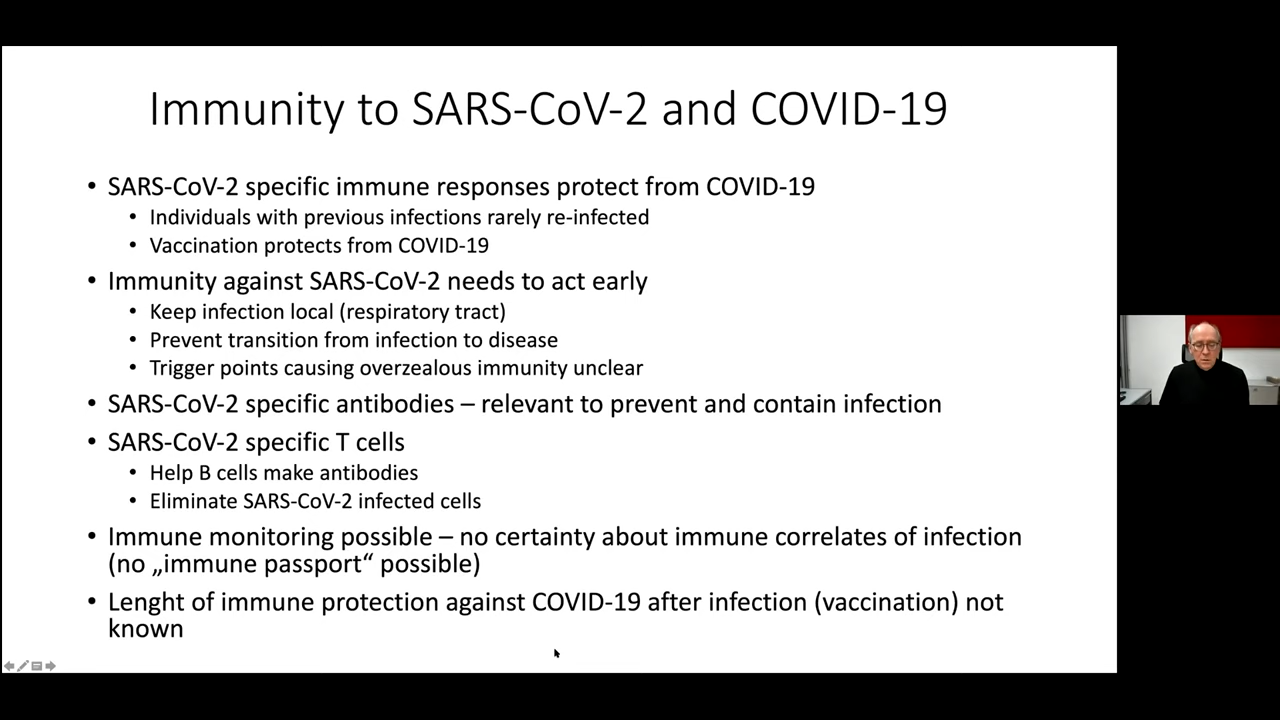 Immunity to SARS-CoV-2 and COVID-19
• SARS-CoV-2 specific immune responses protect from COVID-19
• Individuals with previous infections rarely re-infected
• Vaccination protects from COVID-19
• Immunity against SARS-CoV-2 needs to act early
• Keep infection local (respiratory tract)
• Prevent transition from infection to disease
• Trigger points causing overzealous immunity unclear
• SARS-CoV-2 specific antibodies – relevant to prevent and contain infection
• SARS-CoV-2 specific T cells
• Help B cells make antibodies
• Eliminate SARS-CoV-2 infected cells
• Immune monitoring possible – no certainty about immune correlates of infection
(no „immune passport“ possible)
• Lenght of immune protection against COVID-19 after infection (vaccination) not
known